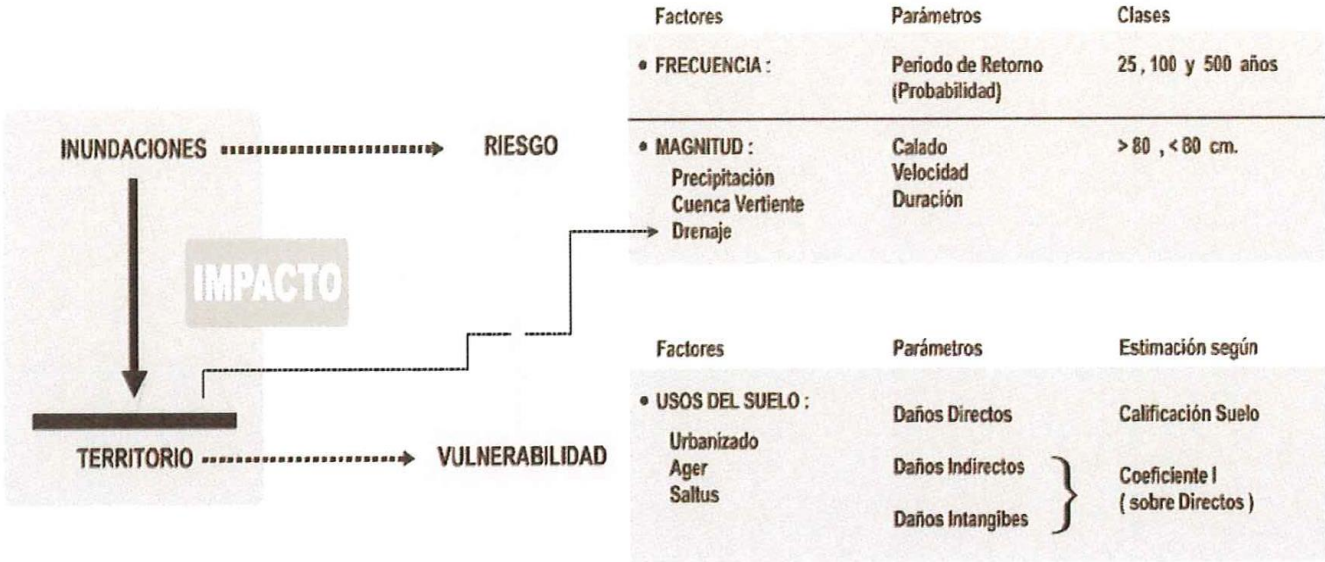 INUNDACIONES
RIESGO
IMPACTO
TERRITORIO
VULNERABILIDAD
Factores Parámetros Clases
• FRECUENCIA : Periodo de Retorno 25 , 100 y 500 años
(Probabilidad)
• MAGNITUD : Calado > 80 , < 80 cm.
Precipitación Velocidad
Cuenca Vertiente Duración
Drenaje
Factores Parámetros Estimación según
• USOS DEL SUELO : Daños Directos Calificación Suelo
Urbanizado
Ager Daños Indirectos Coeficiente I
Saltus ( sobre Directos )
Daños Intangibes